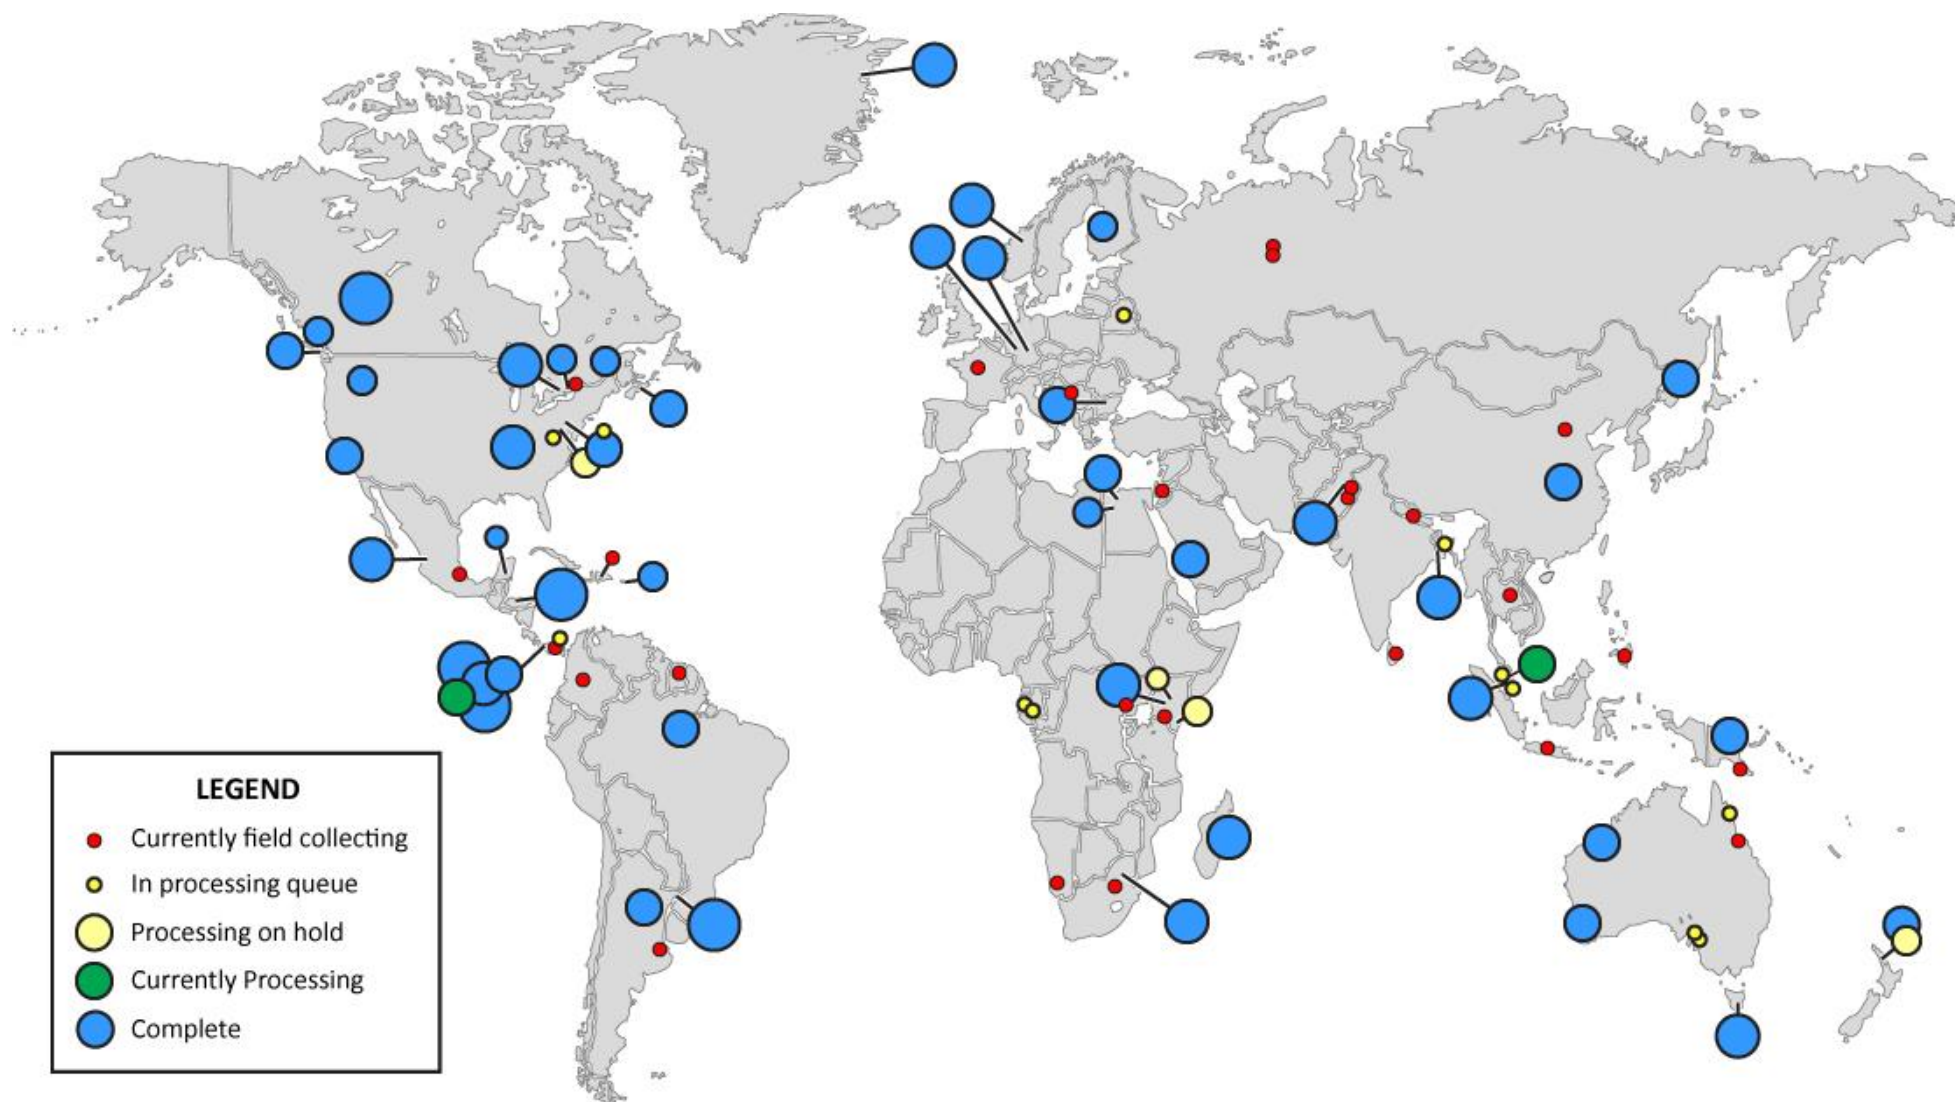 LEGEND
Currently field collecting
In processing queue
Processing on hold
Currently Processing
Complete